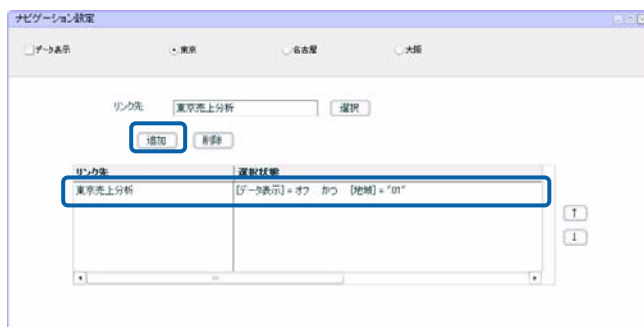 ナビゲーション設定
データ表示 東京 名古屋 大阪
リンク先 東京売上分析 選択
追加 削除
リンク先 選択状態
東京売上分析 [データ表示] = オフ かつ [地域] = "01"
↑
↓